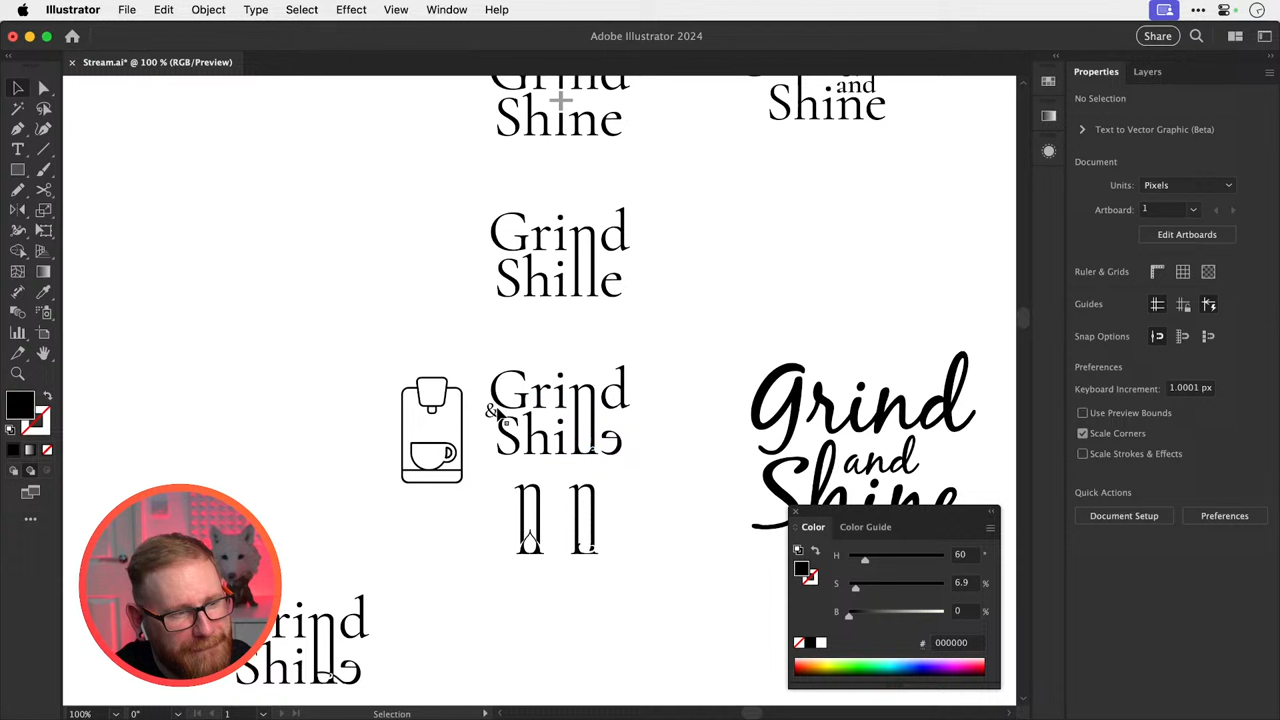 Illustrator File Edit Object Type Select Effect View Window Help
Adobe Illustrator 2024
Share
× Stream.ai* @ 100 % (RGB/Preview)
Properties Layers
No Selection
Text to Vector Graphic (Beta)
Document
Units: Pixels
Artboard: 1
Edit Artboards
Ruler & Grids
Guides
Snap Options
Preferences
Keyboard Increment: 1.0001 px
Use Preview Bounds
Scale Corners
Scale Strokes & Effects
Quick Actions
Document Setup Preferences
Grind
Shine
and
Shine
Grind
Shille
&
Grind
Shille
n n
Grind
and
Shine
rind
Shille
Color Color Guide
H 60 °
S 6.9 %
B 0 %
# 000000
100% 0° 1 Selection